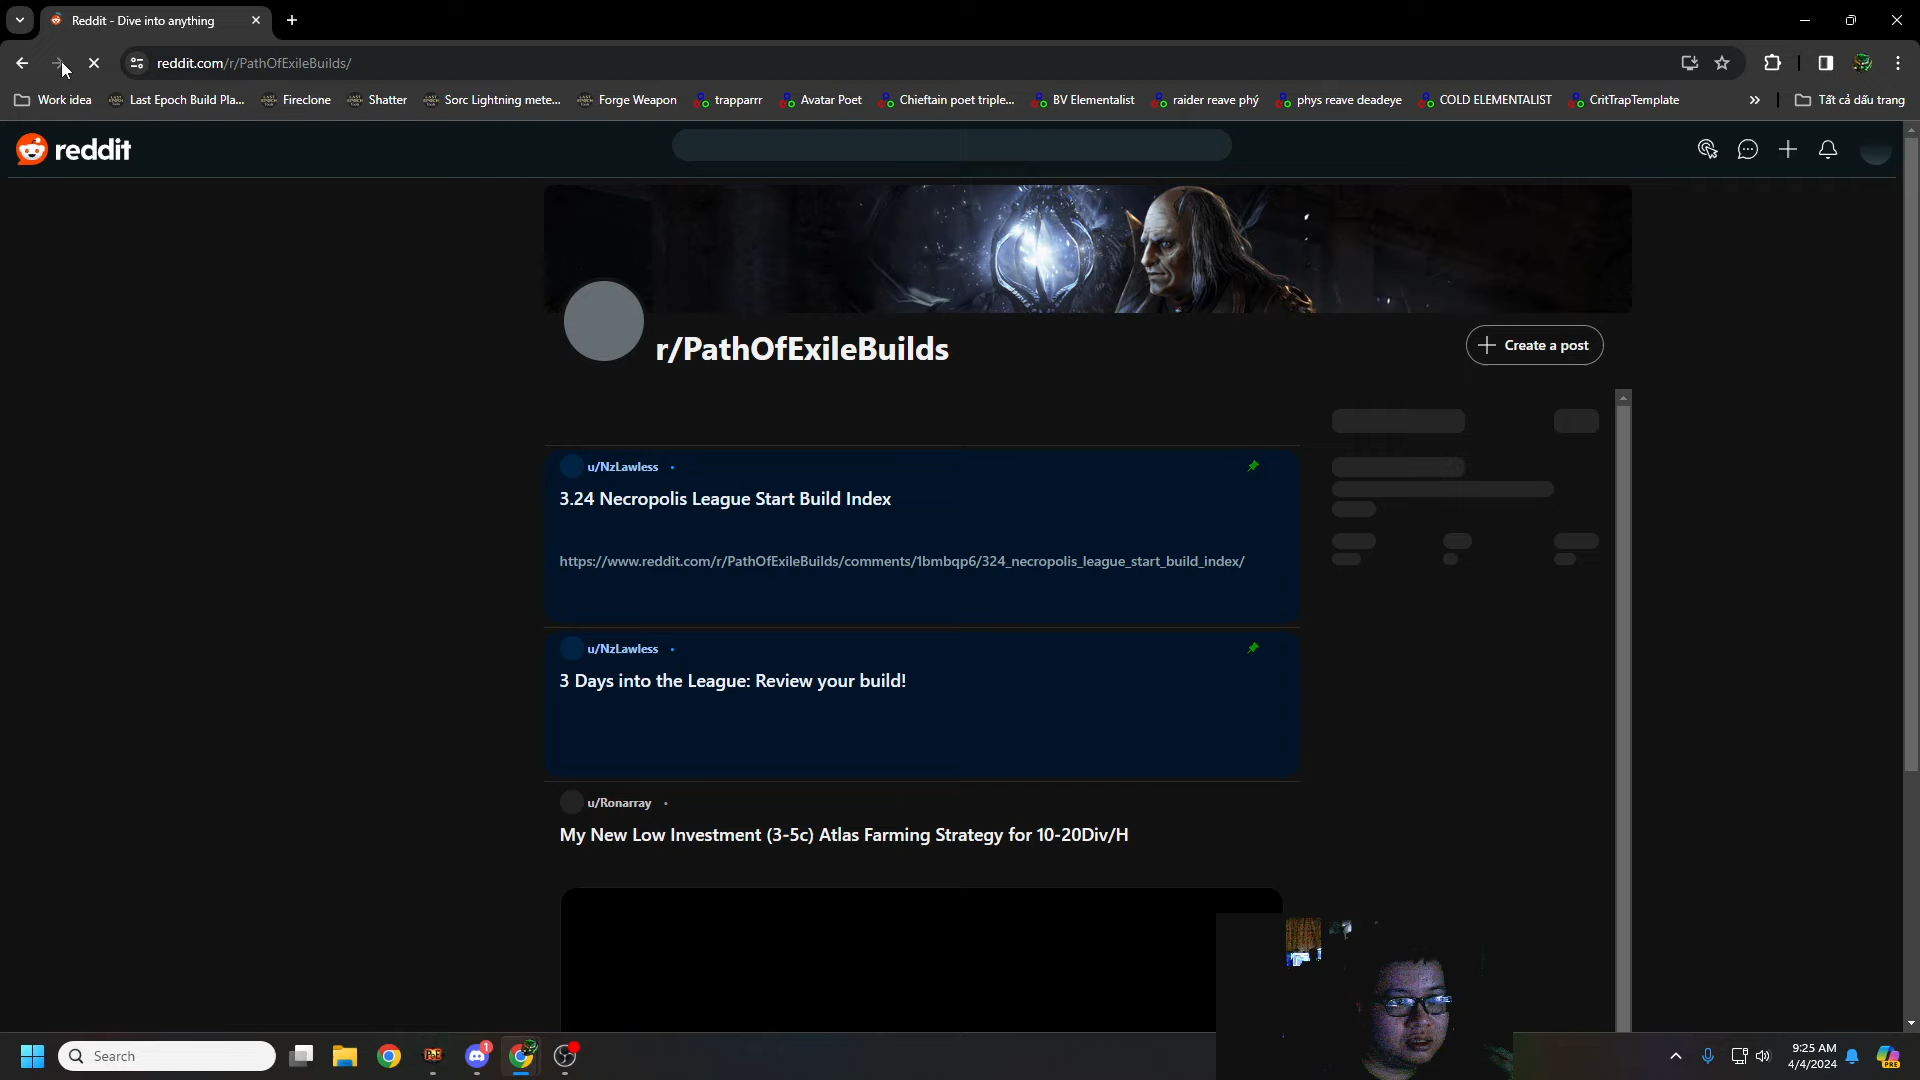 Reddit - Dive into anything
reddit.com/r/PathOfExileBuilds/
Work idea Last Epoch Build Pla... Fireclone Shatter Sorc Lightning mete... Forge Weapon trapparrr Avatar Poet Chieftain poet triple... BV Elementalist raider reave phý phys reave deadeye COLD ELEMENTALIST CritTrapTemplate » Tất cả dấu trang
reddit
r/PathOfExileBuilds
Create a post
u/NzLawless •
3.24 Necropolis League Start Build Index
https://www.reddit.com/r/PathOfExileBuilds/comments/1bmbqp6/324_necropolis_league_start_build_index/
u/NzLawless •
3 Days into the League: Review your build!
u/Ronarray •
My New Low Investment (3-5c) Atlas Farming Strategy for 10-20Div/H
Search
1
9:25 AM
4/4/2024
PRE